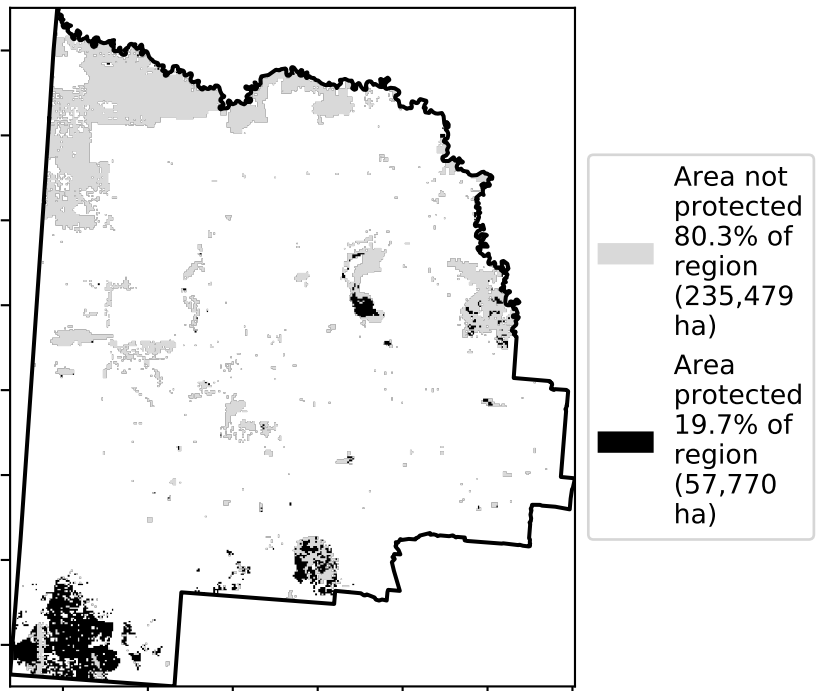 Area not
protected
80.3% of
region
(235,479
ha)
Area
protected
19.7% of
region
(57,770
ha)